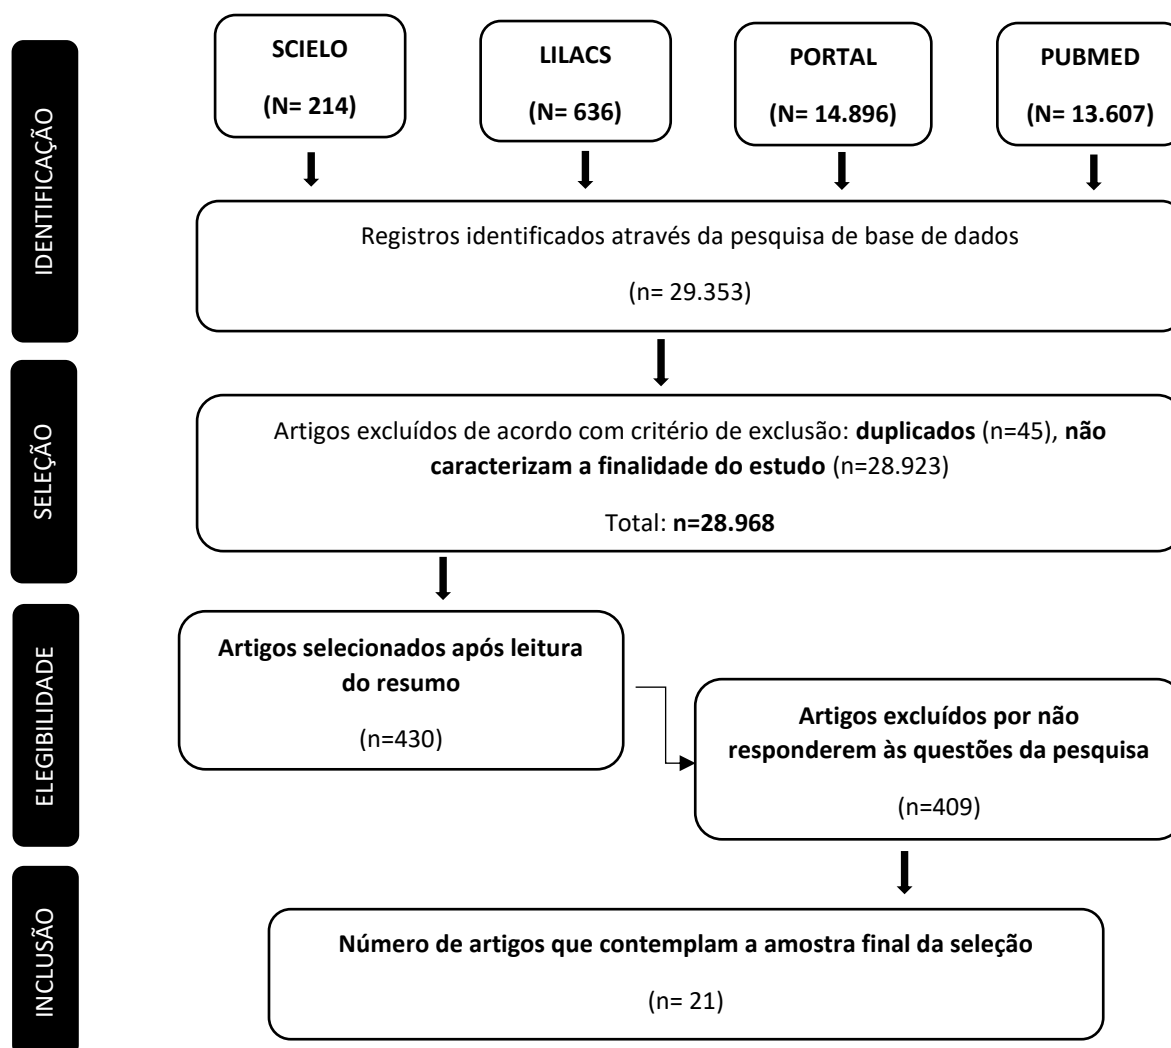 IDENTIFICAÇÃO
SCIELO
(N= 214)
LILACS
(N= 636)
PORTAL
(N= 14.896)
PUBMED
(N= 13.607)
Registros identificados através da pesquisa de base de dados
(n= 29.353)
SELEÇÃO
Artigos excluídos de acordo com critério de exclusão: duplicados (n=45), não
caracterizam a finalidade do estudo (n=28.923)
Total: n=28.968
ELEGIBILIDADE
Artigos selecionados após leitura
do resumo
(n=430)
Artigos excluídos por não
responderem às questões da pesquisa
(n=409)
INCLUSÃO
Número de artigos que contemplam a amostra final da seleção
(n= 21)